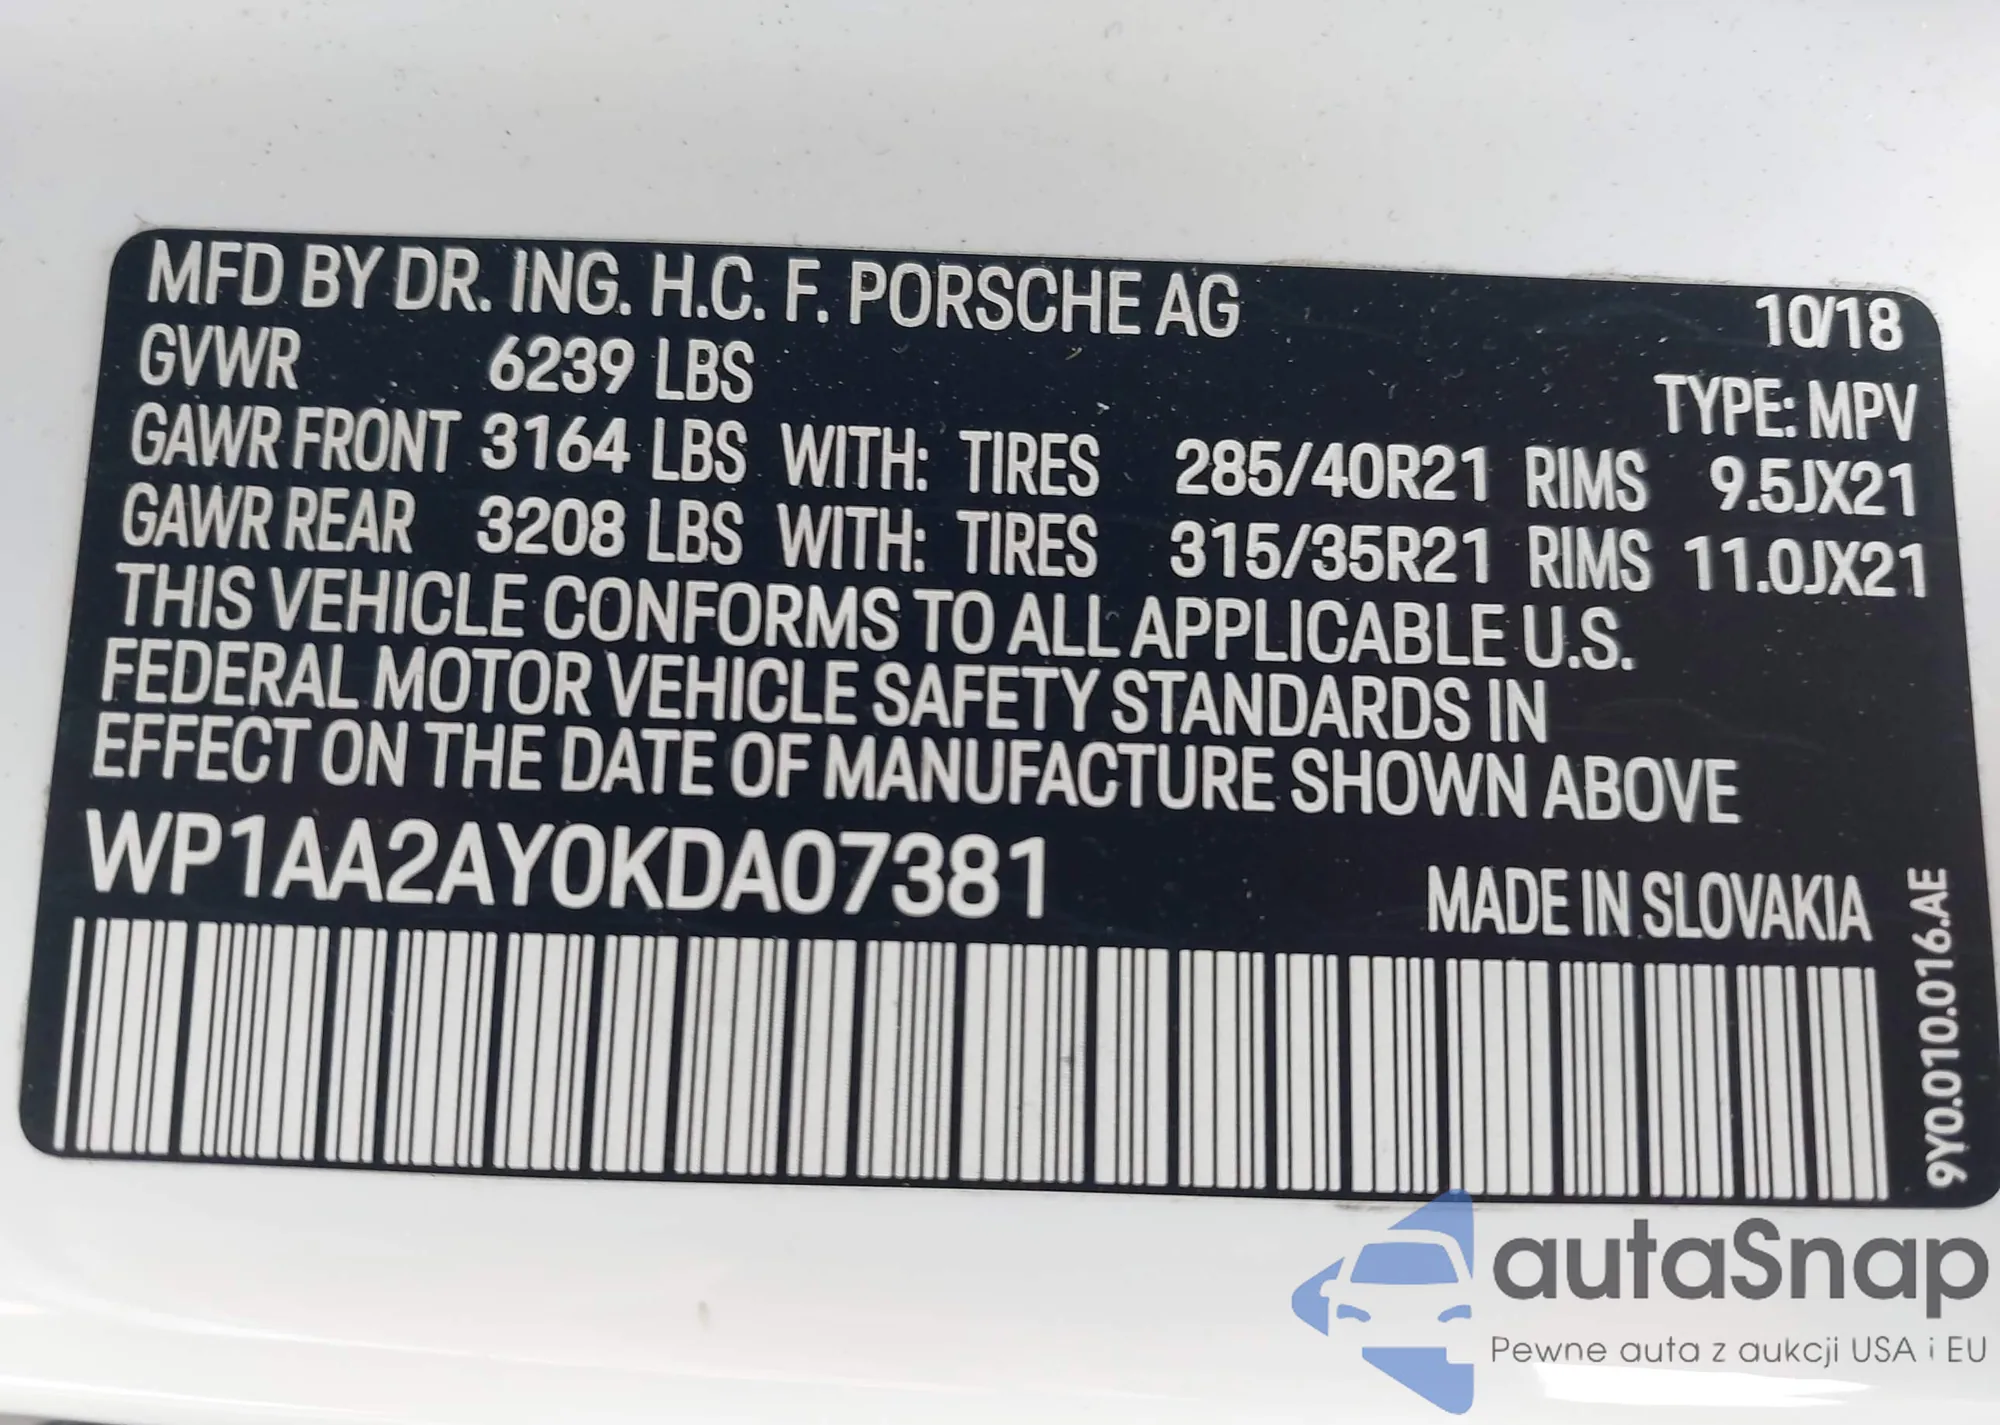 MFD BY DR. ING. H.C. F. PORSCHE AG 10/18
GVWR 6239 LBS TYPE: MPV
GAWR FRONT 3164 LBS WITH: TIRES 285/40R21 RIMS 9.5JX21
GAWR REAR 3208 LBS WITH: TIRES 315/35R21 RIMS 11.0JX21
THIS VEHICLE CONFORMS TO ALL APPLICABLE U.S.
FEDERAL MOTOR VEHICLE SAFETY STANDARDS IN
EFFECT ON THE DATE OF MANUFACTURE SHOWN ABOVE
WP1AA2AY0KDA07381
MADE IN SLOVAKIA
9Y0.010.016.AE
autaSnap
Pewne auta z aukcji USA i EU